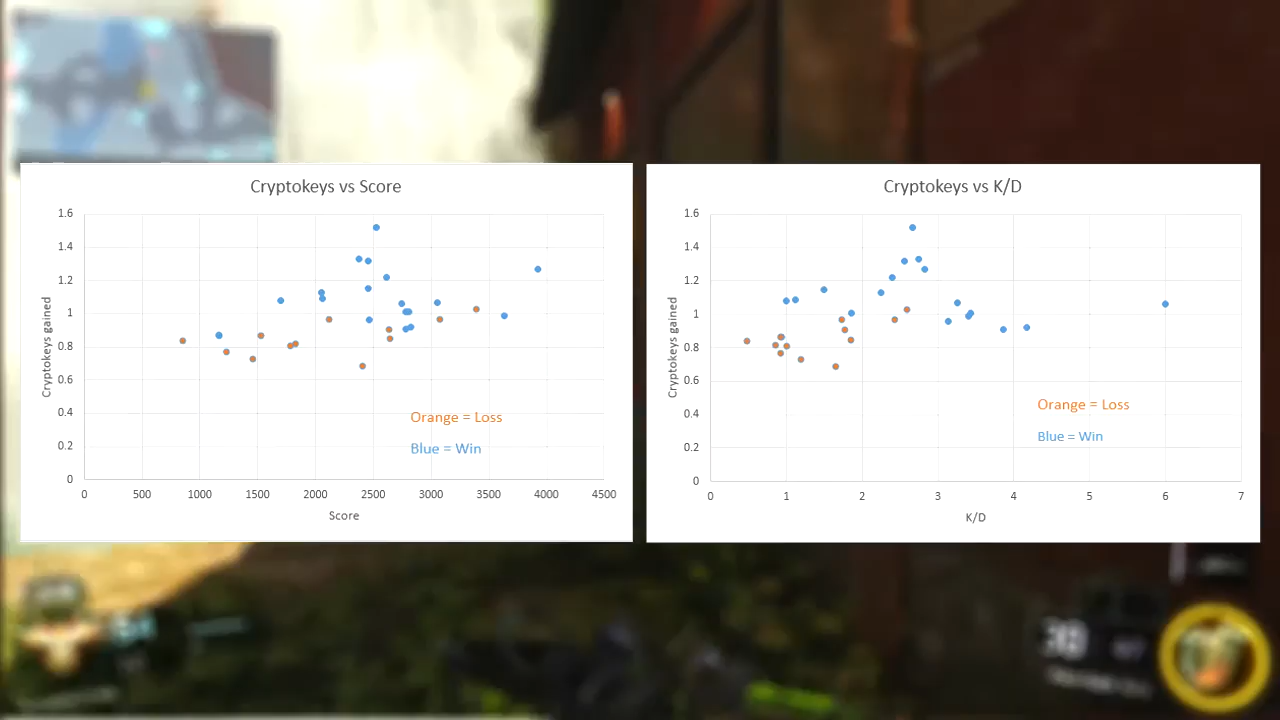 Cryptokeys vs Score
Cryptokeys gained
1.6
1.4
1.2
1
0.8
0.6
0.4
0.2
0
0 500 1000 1500 2000 2500 3000 3500 4000 4500
Score
Orange = Loss
Blue = Win
Cryptokeys vs K/D
Cryptokeys gained
1.6
1.4
1.2
1
0.8
0.6
0.4
0.2
0
0 1 2 3 4 5 6 7
K/D
Orange = Loss
Blue = Win